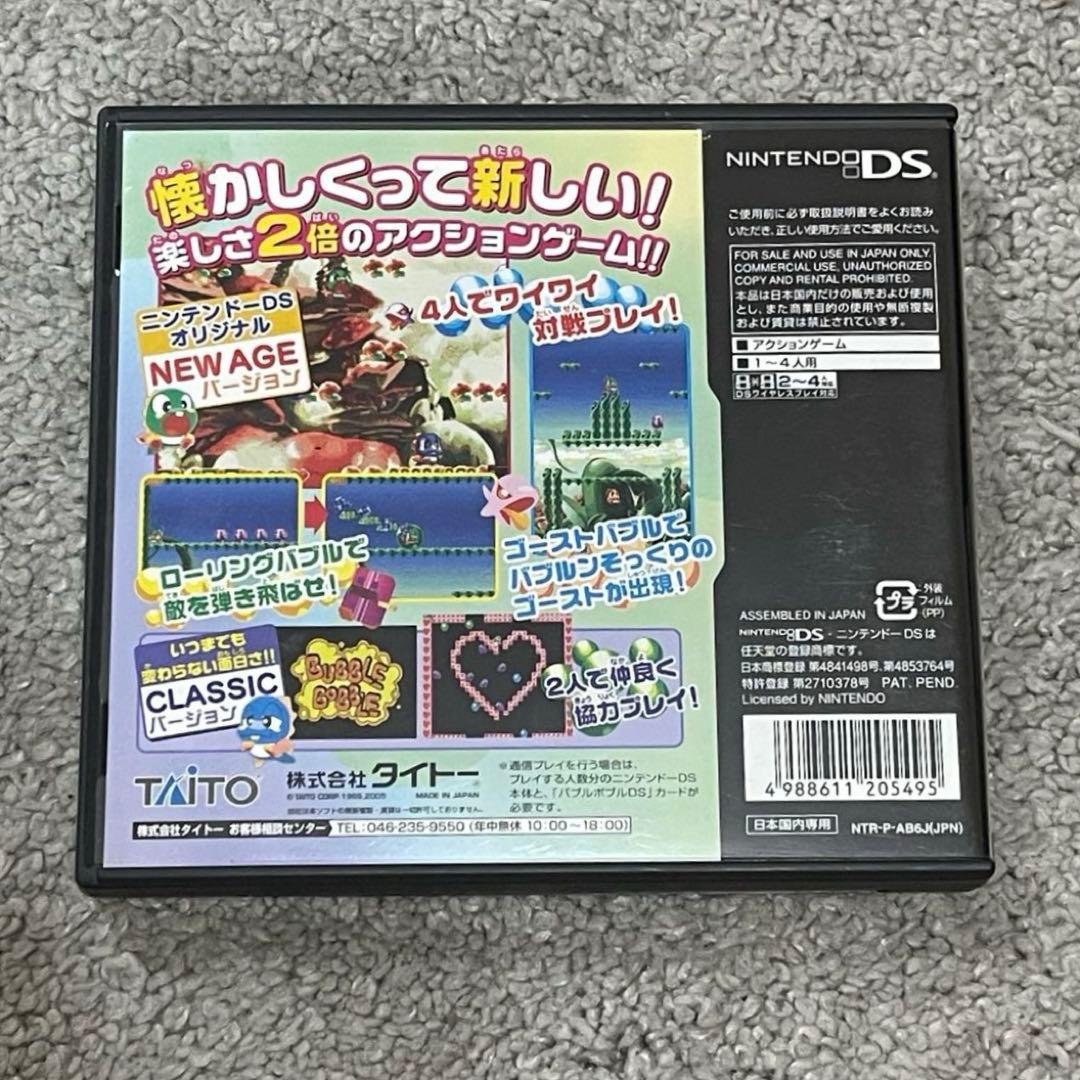 懐かしくって新しい!
楽しさ2倍のアクションゲーム!!
ニンテンドーDS
オリジナル
NEW AGE
バージョン
4人でワイワイ
対戦プレイ!
ローリングバブルで
敵を弾き飛ばせ!
ゴーストバブルで
バブルンそっくりの
ゴーストが出現!
いつまでも
変わらない面白さ!!
CLASSIC
バージョン
BUBBLE
BOBBLE
2人で仲良く
協力プレイ!
TAITO
株式会社タイトー
© TAITO CORP. 1986, 2005
MADE IN JAPAN
※通信プレイを行う場合は、
プレイする人数分のニンテンドーDS
本体と、「バブルボブルDS」カードが
必要です。
株式会社タイトー お客様相談センター
TEL:046-235-9550 (年中無休 10:00~18:00)
NINTENDO DS
ご使用前に必ず取扱説明書をよくお読み
いただき、正しい使用方法でご愛用ください。
FOR SALE AND USE IN JAPAN ONLY.
COMMERCIAL USE, UNAUTHORIZED
COPY AND RENTAL PROHIBITED.
本品は日本国内だけの販売および使用
とし、また商業目的の使用や無断複製
および賃貸は禁止されています。
■アクションゲーム
■1~4人用
2~4人
DSワイヤレスプレイ対応
プラ
外装
フィルム
(PP)
ASSEMBLED IN JAPAN
NINTENDO DS・ニンテンドーDSは
任天堂の登録商標です。
日本商標登録 第4841498号、第4853764号
特許登録 第2710378号 PAT. PEND.
Licensed by NINTENDO
4 988611 205495
日本国内専用
NTR-P-AB6J(JPN)